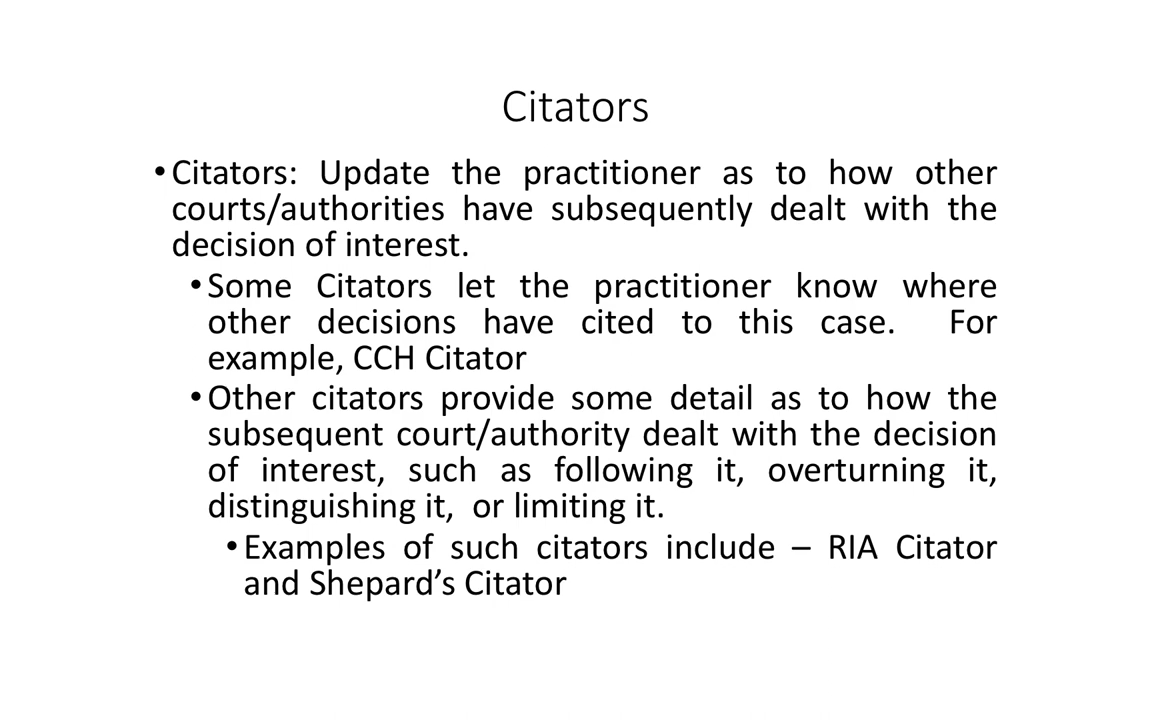 Citators
•Citators: Update the practitioner as to how other
courts/authorities have subsequently dealt with the
decision of interest.
•Some Citators let the practitioner know where
other decisions have cited to this case.  For
example, CCH Citator
•Other citators provide some detail as to how the
subsequent court/authority dealt with the decision
of interest, such as following it, overturning it,
distinguishing it,  or limiting it.
•Examples of such citators include – RIA Citator
and Shepard’s Citator